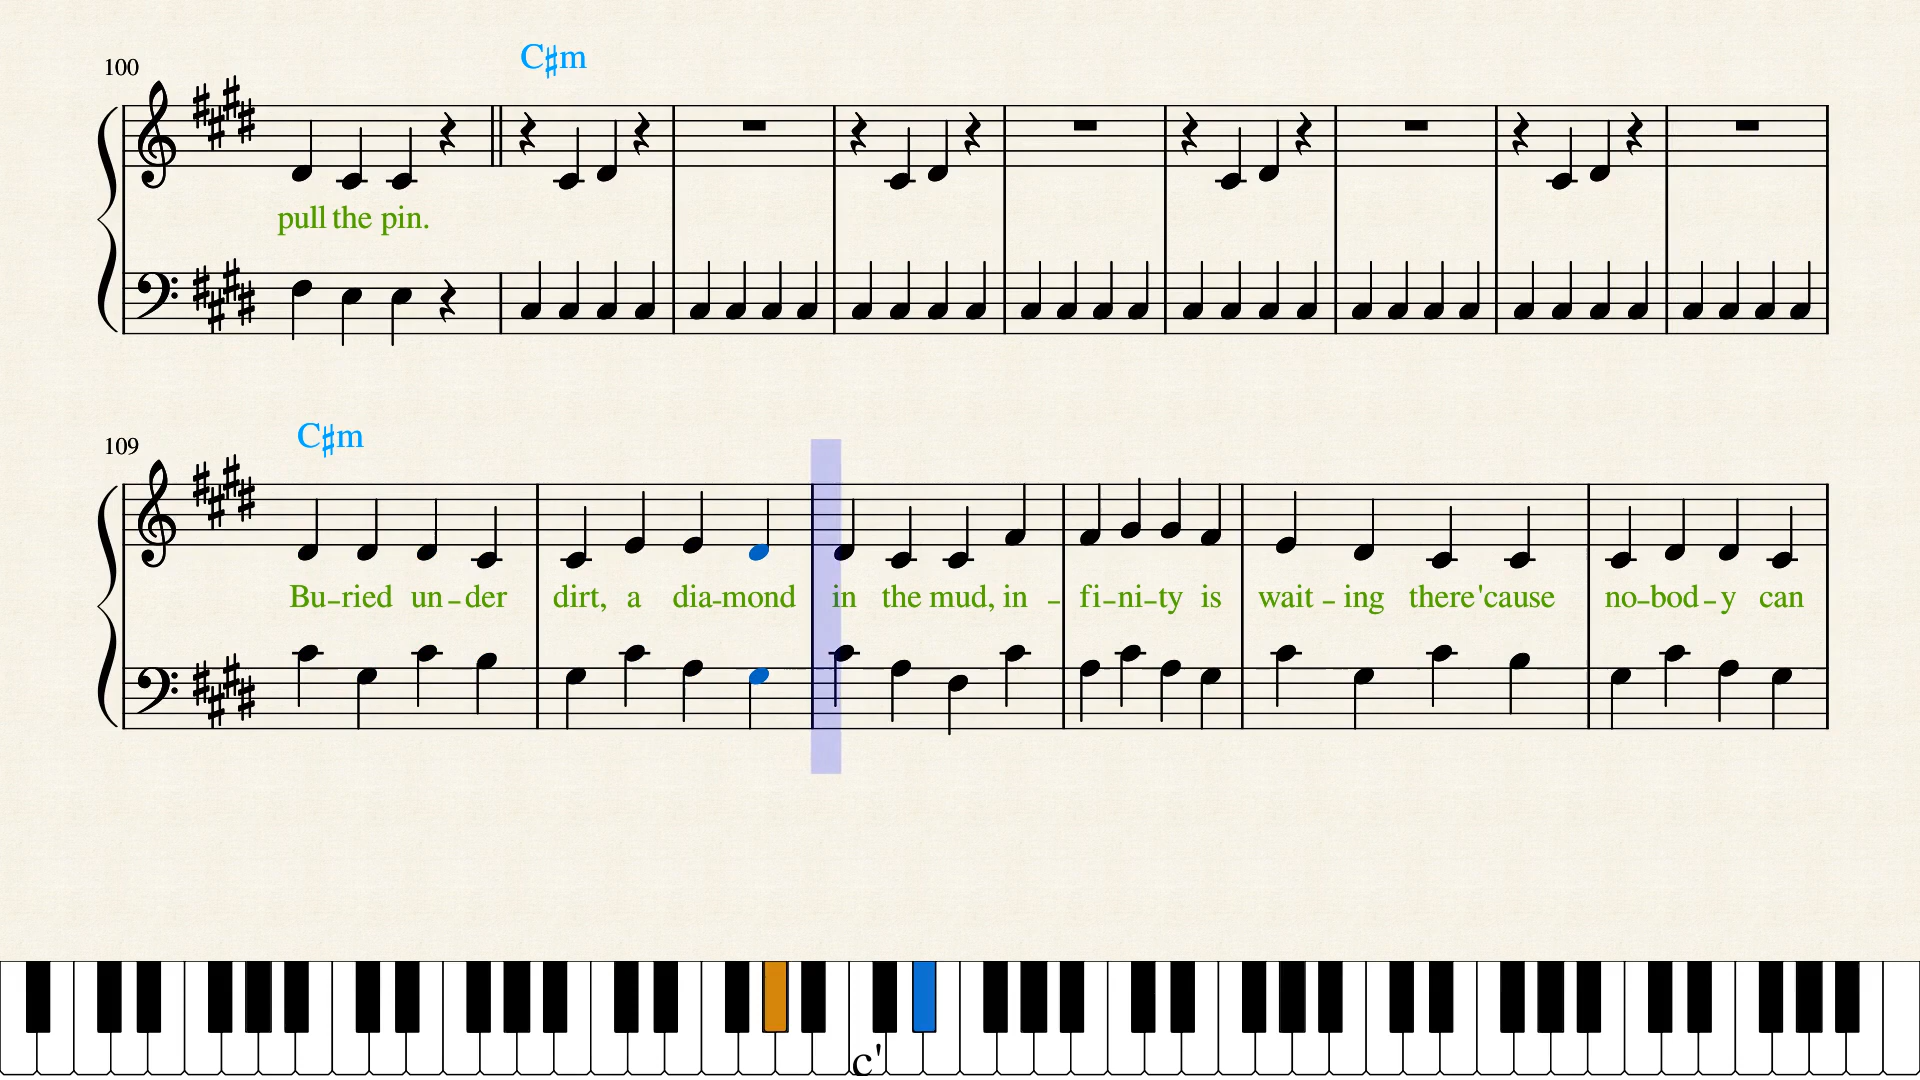 C♯m
100
pull the pin.
C♯m
109
Bu–ried un–der dirt, a dia–mond in the mud, in – fi–ni–ty is wait – ing there 'cause no–bod–y can
c'